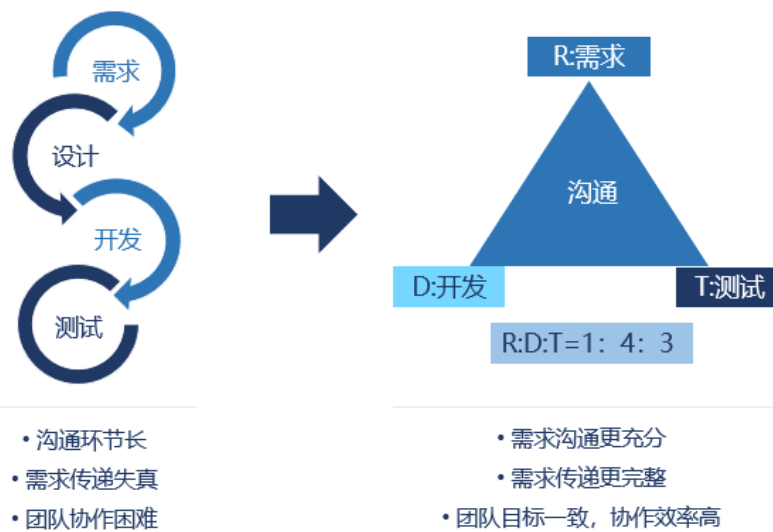 需求
设计
开发
测试
• 沟通环节长
• 需求传递失真
• 团队协作困难
R:需求
沟通
D:开发
T:测试
R:D:T=1：4：3
• 需求沟通更充分
• 需求传递更完整
• 团队目标一致，协作效率高